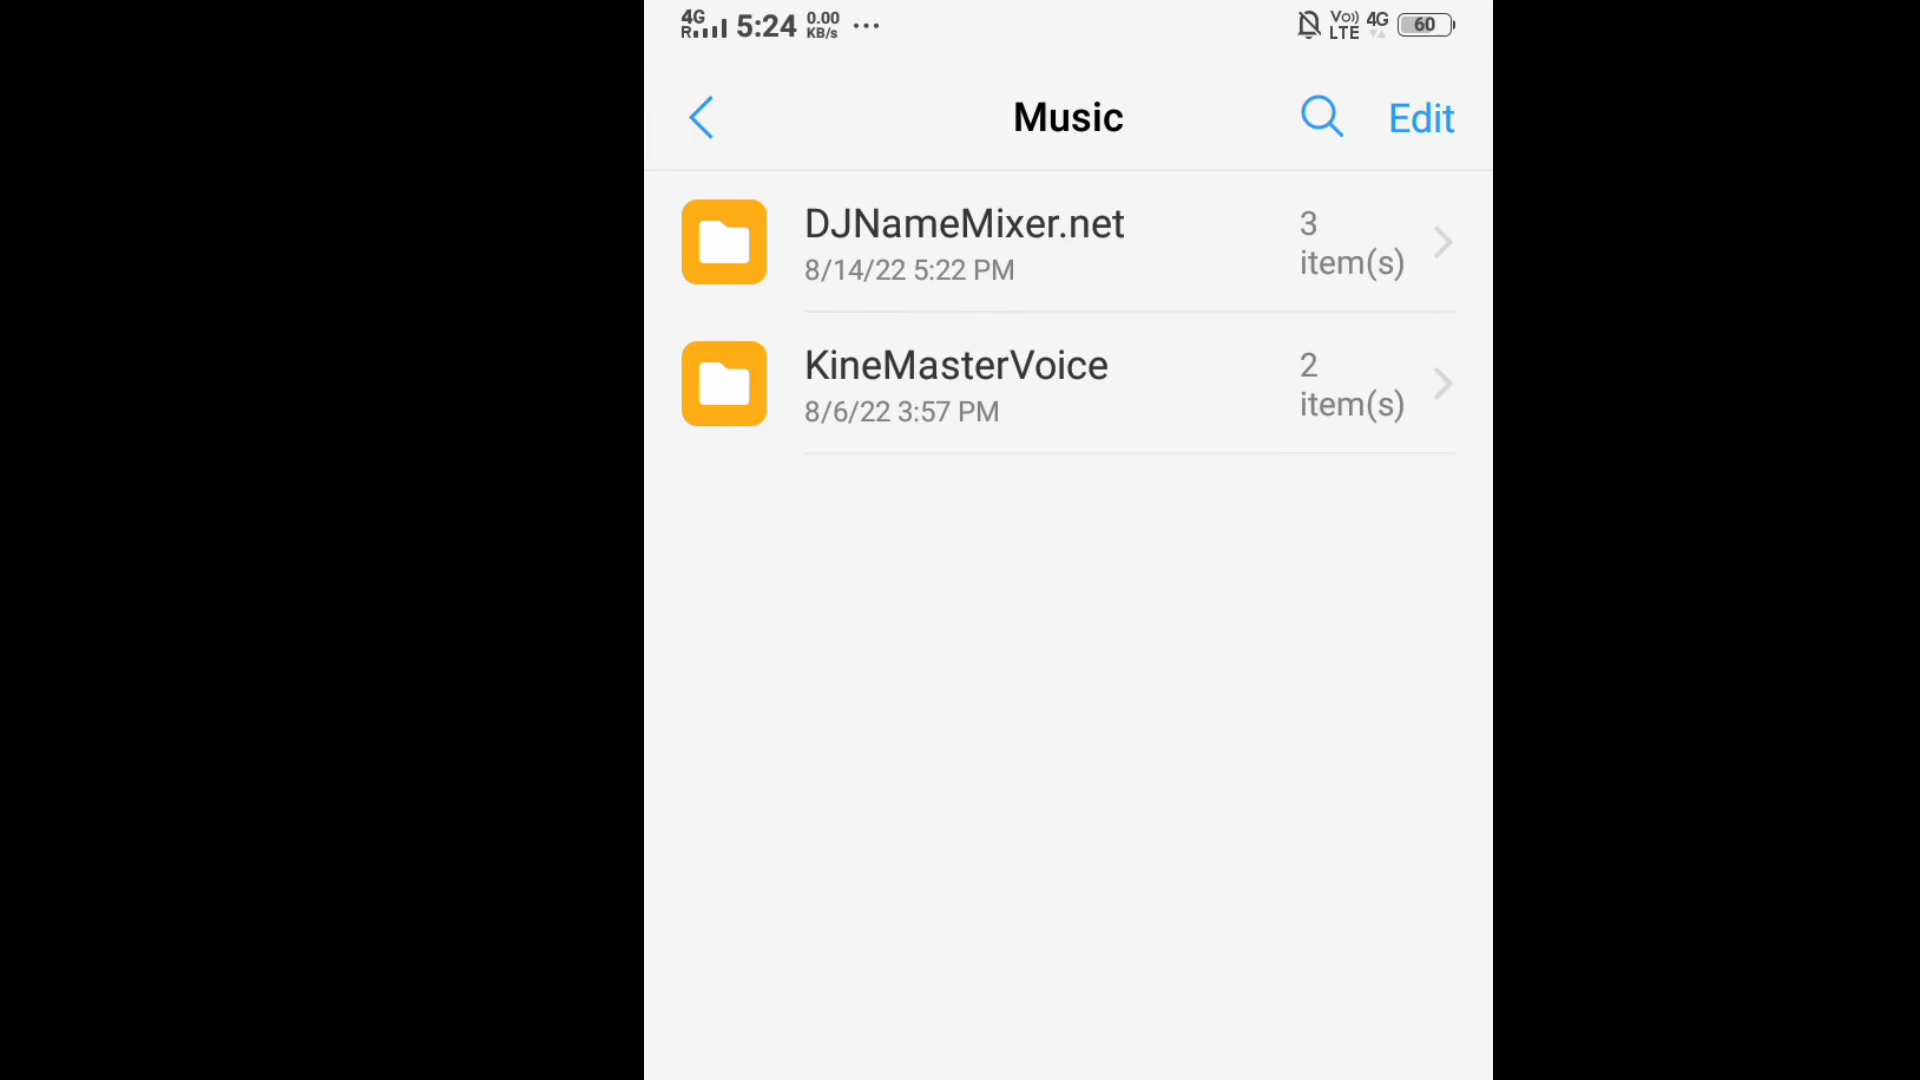 4G R 5:24 0.00 KB/s ... Vo)) LTE 4G 60
Music
Edit
DJNameMixer.net
8/14/22 5:22 PM
3
item(s)
KineMasterVoice
8/6/22 3:57 PM
2
item(s)